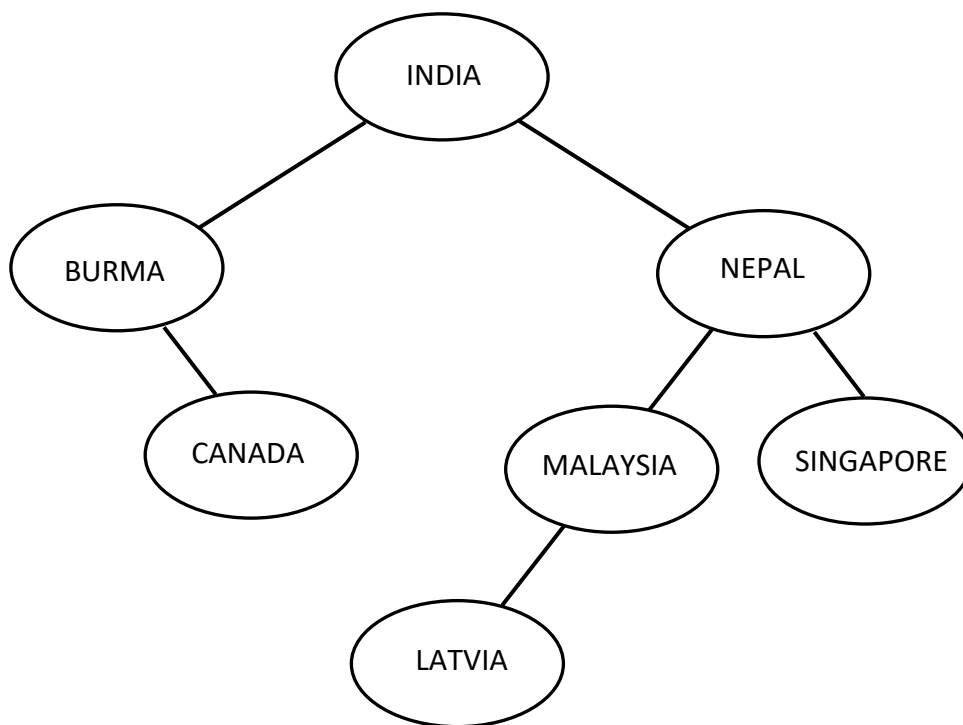 INDIA
BURMA
NEPAL
CANADA
MALAYSIA
SINGAPORE
LATVIA